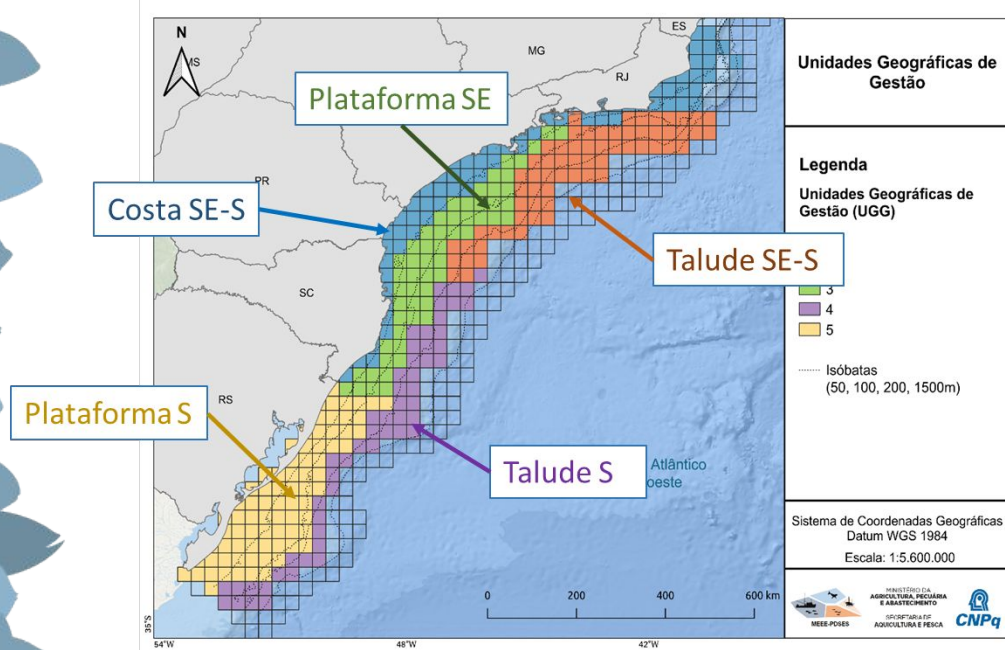 N
MS
MG
ES
RJ
PR
SC
RS
Plataforma SE
Costa SE-S
Talude SE-S
Plataforma S
Talude S
Atlântico
oeste
0 200 400 600 km
35°S
54°W 48°W 42°W
Unidades Geográficas de
Gestão
Legenda
Unidades Geográficas de
Gestão (UGG)
3
4
5
Isóbatas
(50, 100, 200, 1500m)
Sistema de Coordenadas Geográficas
Datum WGS 1984
Escala: 1:5.600.000
MEEE-PDSES
MINISTÉRIO DA
AGRICULTURA, PECUÁRIA
E ABASTECIMENTO
SECRETARIA DE
AQUICULTURA E PESCA
CNPq